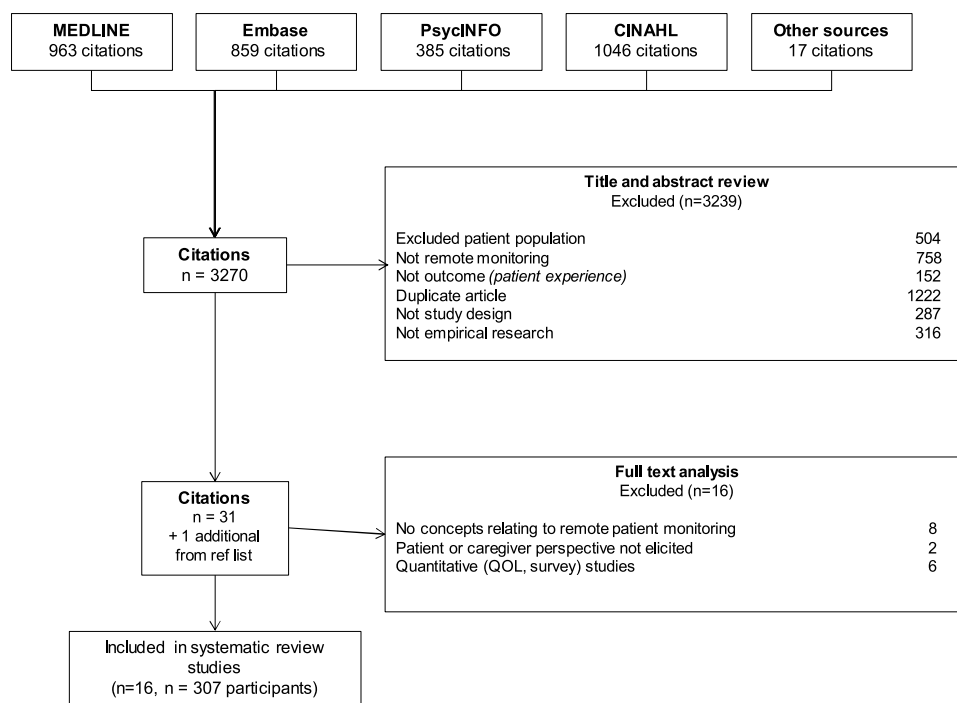 MEDLINE
963 citations
Embase
859 citations
PsycINFO
385 citations
CINAHL
1046 citations
Other sources
17 citations
Title and abstract review
Excluded (n=3239)
Excluded patient population 504
Not remote monitoring 758
Not outcome (patient experience) 152
Duplicate article 1222
Not study design 287
Not empirical research 316
Citations
n = 3270
Full text analysis
Excluded (n=16)
No concepts relating to remote patient monitoring 8
Patient or caregiver perspective not elicited 2
Quantitative (QOL, survey) studies 6
Citations
n = 31
+ 1 additional
from ref list
Included in systematic review
studies
(n=16, n = 307 participants)